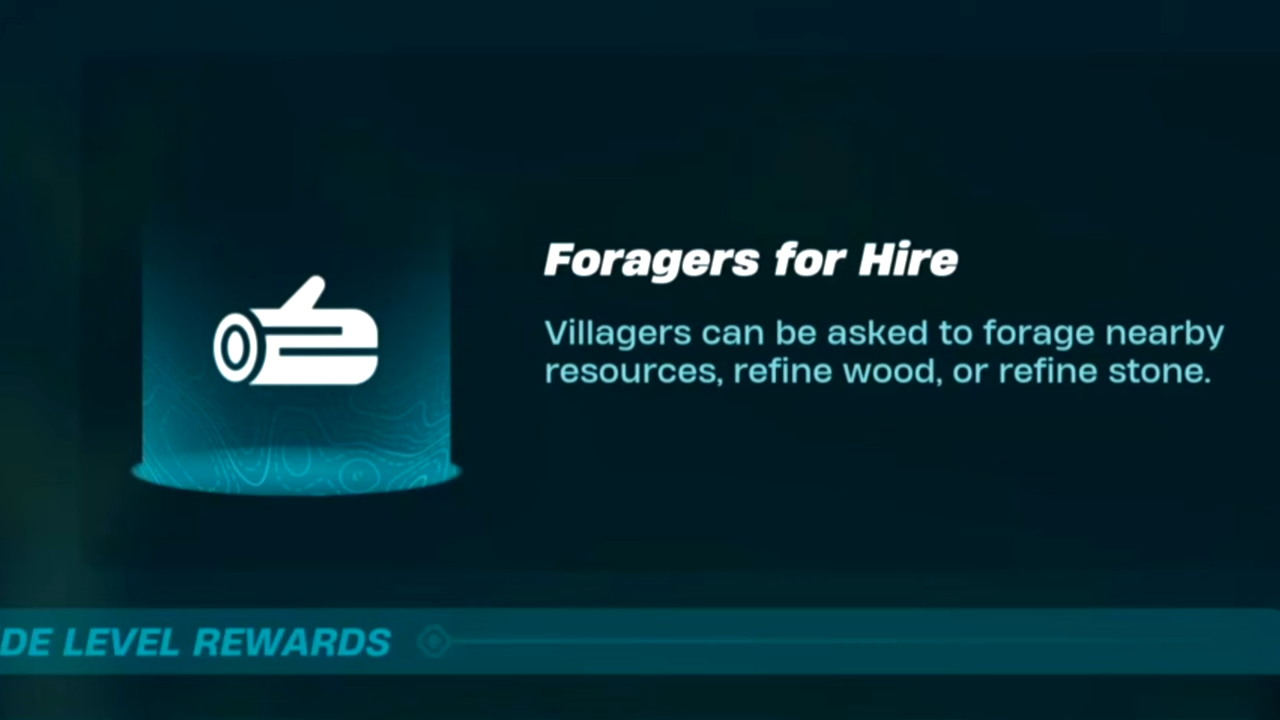 Foragers for Hire
Villagers can be asked to forage nearby
resources, refine wood, or refine stone.
DE LEVEL REWARDS